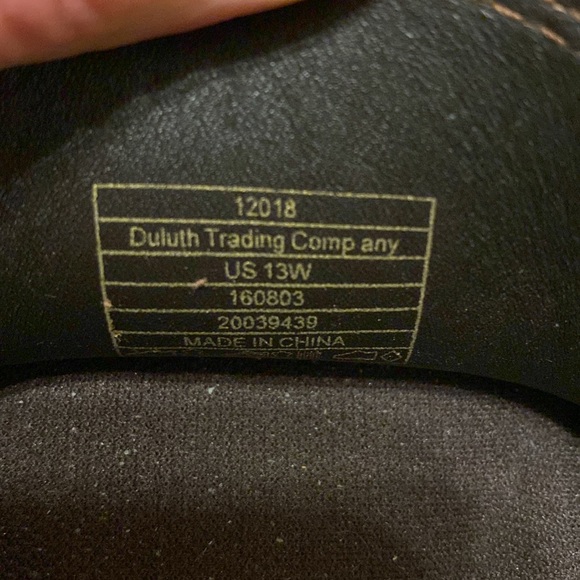 12018
Duluth Trading Comp any
US 13W
160803
20039439
MADE IN CHINA